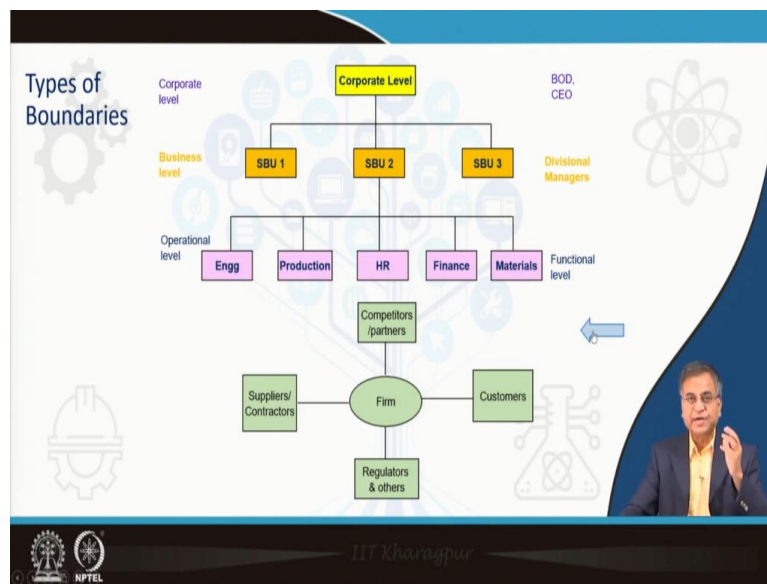 Types of
Boundaries
Corporate
level
Corporate Level
BOD,
CEO
Business
level
SBU 1
SBU 2
SBU 3
Divisional
Managers
Operational
level
Engg
Production
HR
Finance
Materials
Functional
level
Competitors
/partners
Suppliers/
Contractors
Firm
Customers
Regulators
& others
IIT Kharagpur
NPTEL